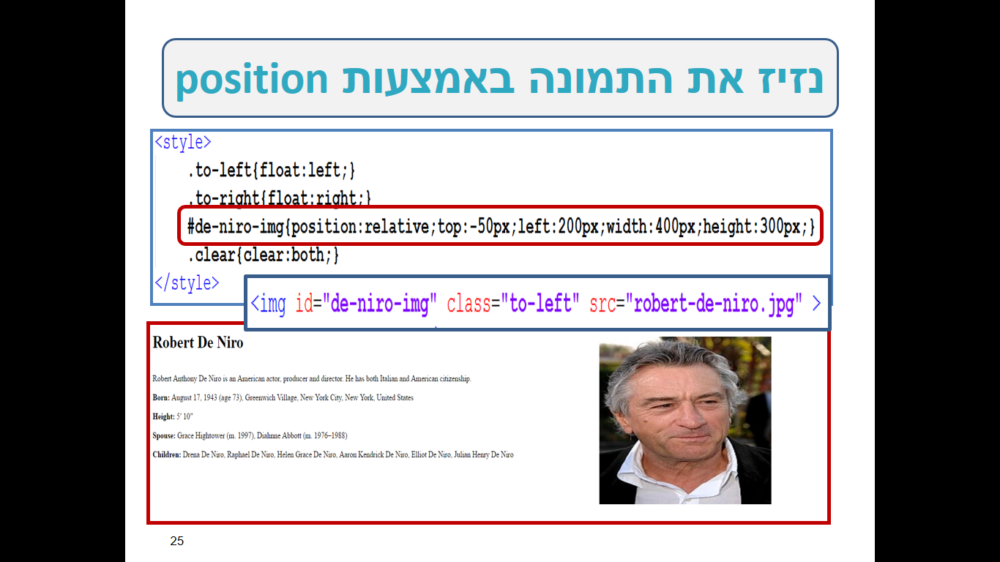 נזיז את התמונה באמצעות position
<style>
.to-left{float:left;}
.to-right{float:right;}
#de-niro-img{position:relative;top:-50px;left:200px;width:400px;height:300px;}
.clear{clear:both;}
</style>
<img id="de-niro-img" class="to-left" src="robert-de-niro.jpg" >
Robert De Niro
Robert Anthony De Niro is an American actor, producer and director. He has both Italian and American citizenship.
Born: August 17, 1943 (age 73), Greenwich Village, New York City, New York, United States
Height: 5′ 10″
Spouse: Grace Hightower (m. 1997), Diahnne Abbott (m. 1976–1988)
Children: Drena De Niro, Raphael De Niro, Helen Grace De Niro, Aaron Kendrick De Niro, Elliot De Niro, Julian Henry De Niro
25